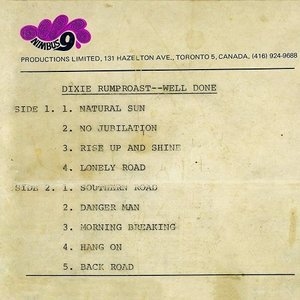 NIMBUS 9
PRODUCTIONS LIMITED, 131 HAZELTON AVE., TORONTO 5, CANADA, (416) 924-9688
DIXIE RUMPROAST--WELL DONE
SIDE 1. 1. NATURAL SUN
2. NO JUBILATION
3. RISE UP AND SHINE
4. LONELY ROAD
SIDE 2. 1. SOUTHERN ROAD
2. DANGER MAN
3. MORNING BREAKING
4. HANG ON
5. BACK ROAD